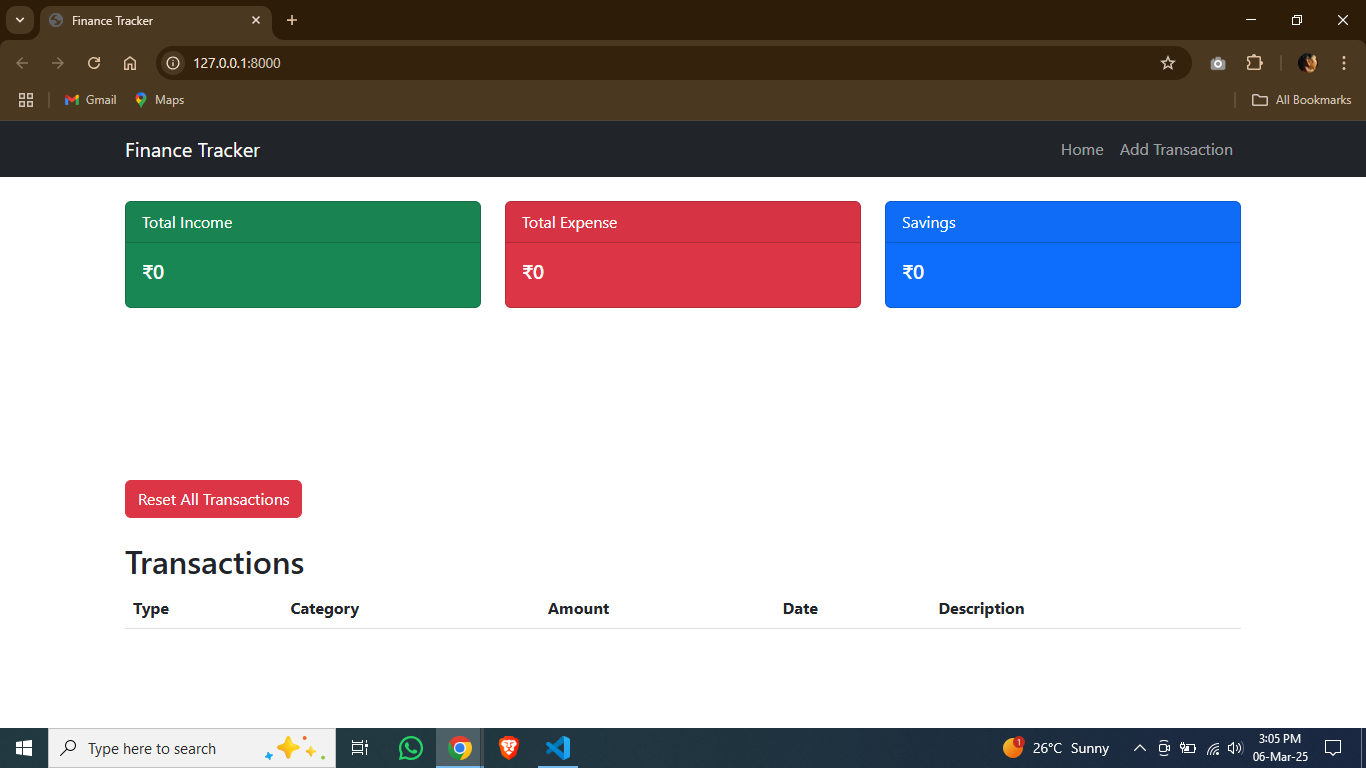 Finance Tracker
127.0.0.1:8000
Gmail Maps All Bookmarks
Finance Tracker Home Add Transaction
Total Income Total Expense Savings
₹0 ₹0 ₹0
Reset All Transactions
Transactions
Type Category Amount Date Description
Type here to search 1 26°C Sunny 3:05 PM
06-Mar-25